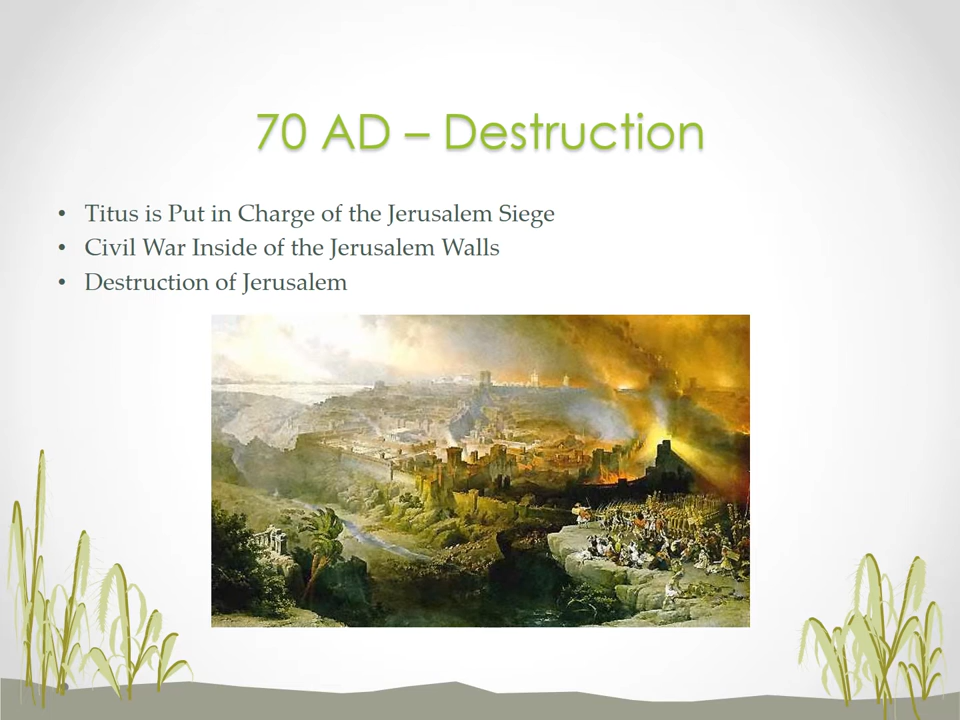 70 AD – Destruction
• Titus is Put in Charge of the Jerusalem Siege
• Civil War Inside of the Jerusalem Walls
• Destruction of Jerusalem